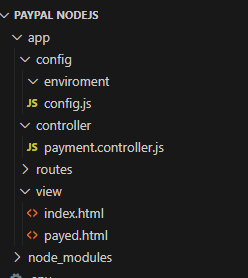 PAYPAL NODEJS
app
config
enviroment
JS config.js
controller
JS payment.controller.js
routes
view
<> index.html
<> payed.html
node_modules